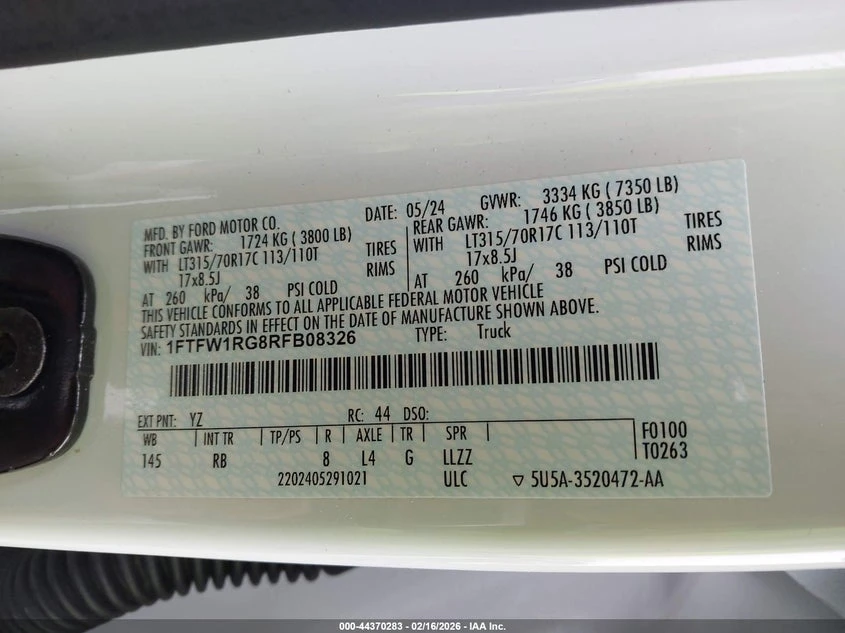 MFD. BY FORD MOTOR CO. DATE: 05/24 GVWR: 3334 KG ( 7350 LB)
FRONT GAWR: 1724 KG ( 3800 LB) REAR GAWR: 1746 KG ( 3850 LB)
WITH LT315/70R17C 113/110T TIRES WITH LT315/70R17C 113/110T TIRES
17x8.5J RIMS 17x8.5J RIMS
AT 260 kPa/ 38 PSI COLD AT 260 kPa/ 38 PSI COLD
THIS VEHICLE CONFORMS TO ALL APPLICABLE FEDERAL MOTOR VEHICLE
SAFETY STANDARDS IN EFFECT ON THE DATE OF MANUFACTURE SHOWN ABOVE.
VIN: 1FTFW1RG8RFB08326 TYPE: Truck
EXT PNT: YZ RC: 44 DSO: F0100
WB INT TR TP/PS R AXLE TR SPR T0263
145 RB 8 L4 G LLZZ
2202405291021 ULC ▽ 5U5A-3520472-AA
000-44370283 - 02/16/2026 - IAA Inc.